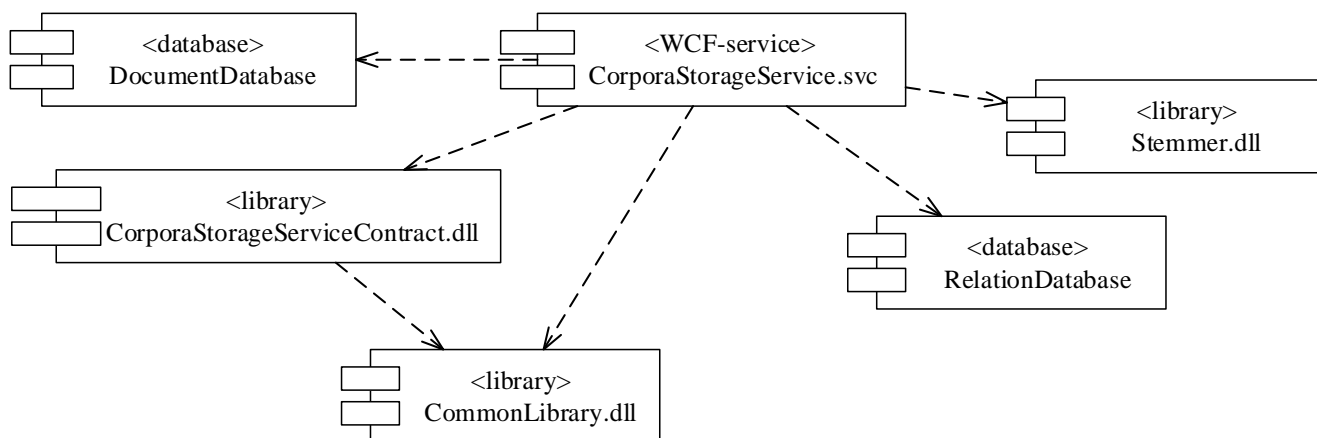 <database>
DocumentDatabase
<WCF-service>
CorporaStorageService.svc
<library>
Stemmer.dll
<library>
CorporaStorageServiceContract.dll
<database>
RelationDatabase
<library>
CommonLibrary.dll